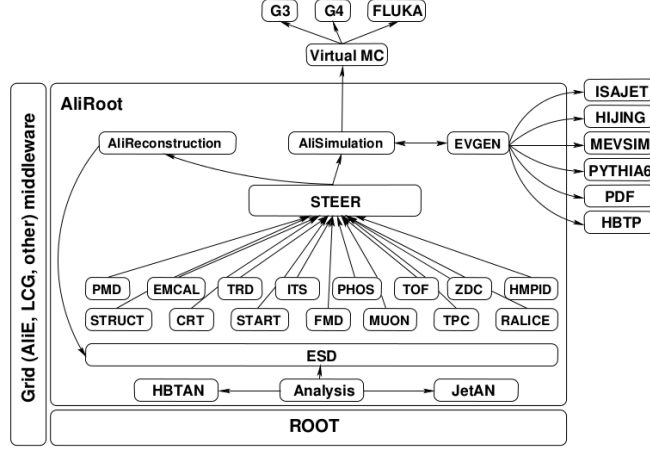 G3 G4 FLUKA
Virtual MC
AliRoot
ISAJET
HIJING
AliReconstruction AliSimulation EVGEN MEVSIM
PYTHIA6
PDF
HBTP
STEER
PMD EMCAL TRD ITS PHOS TOF ZDC HMPID
STRUCT CRT START FMD MUON TPC RALICE
ESD
HBTAN Analysis JetAN
ROOT
Grid (AliE, LCG, other) middleware